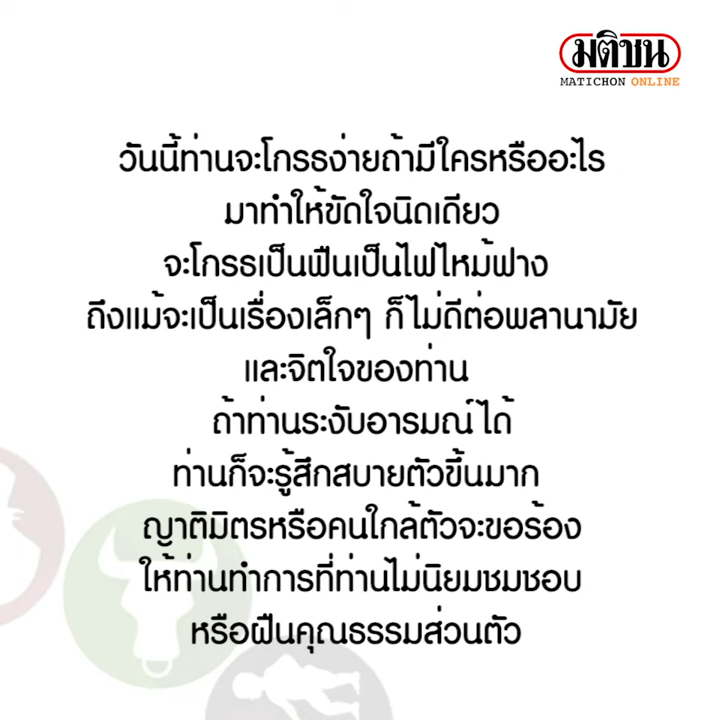 มติชน
MATICHON ONLINE
วันนี้ท่านจะโกรธง่ายถ้ามีใครหรืออะไร
มาทำให้ขัดใจนิดเดียว
จะโกรธเป็นฟืนเป็นไฟไหม้ฟาง
ถึงแม้จะเป็นเรื่องเล็กๆ ก็ไม่ดีต่อพลานามัย
และจิตใจของท่าน
ถ้าท่านระงับอารมณ์ได้
ท่านก็จะรู้สึกสบายตัวขึ้นมาก
ญาติมิตรหรือคนใกล้ตัวจะขอร้อง
ให้ท่านทำการที่ท่านไม่นิยมชมชอบ
หรือฝืนคุณธรรมส่วนตัว